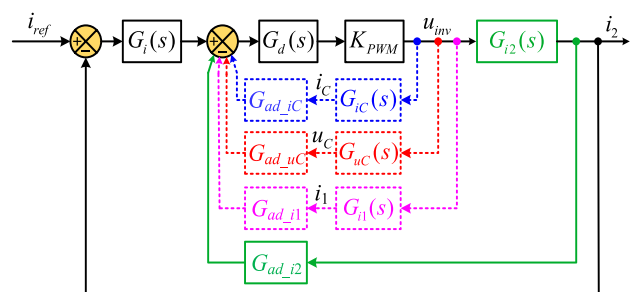 i_ref G_i(s) G_d(s) K_PWM u_inv G_i2(s) i_2
G_ad_iC i_C G_iC(s)
G_ad_uC u_C G_uC(s)
G_ad_i1 i_1 G_i1(s)
G_ad_i2